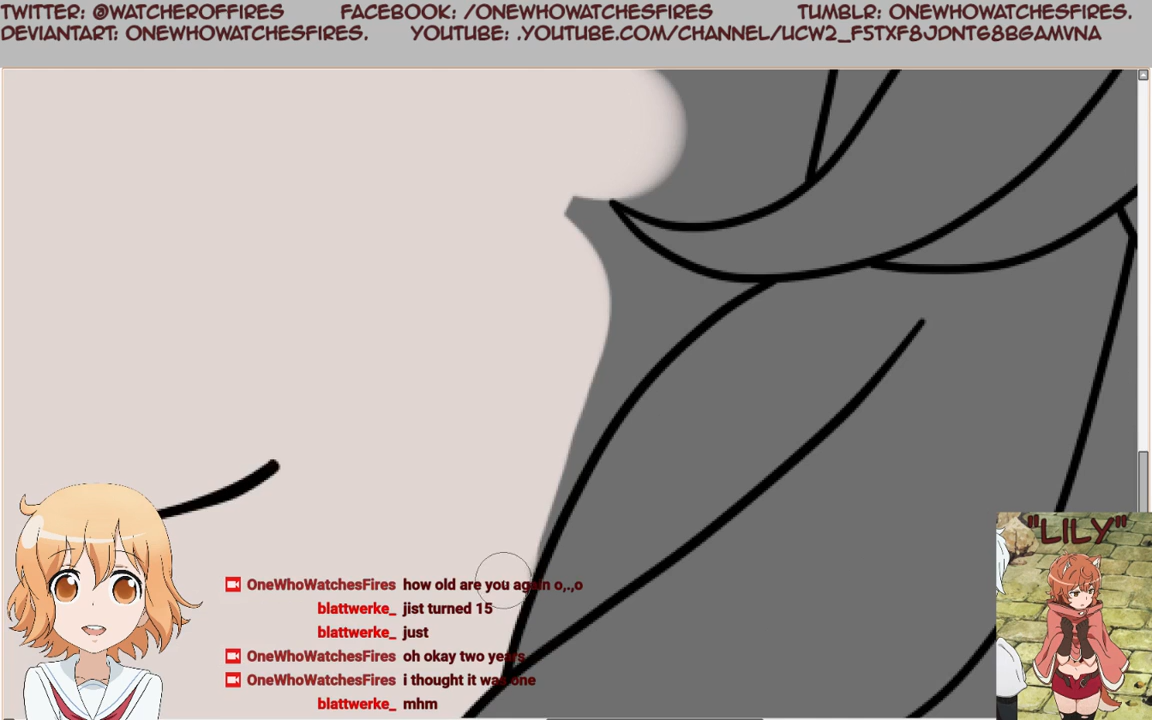 TWITTER: @WATCHEROFFIRES FACEBOOK: /ONEWHOWATCHESFIRES TUMBLR: ONEWHOWATCHESFIRES.
DEVIANTART: ONEWHOWATCHESFIRES. YOUTUBE: .YOUTUBE.COM/CHANNEL/UCW2_F5TXF8JDNTG8BGAMVNA
"LILY"
OneWhoWatchesFires how old are you again o,.,o
blattwerke_ jist turned 15
blattwerke_ just
OneWhoWatchesFires oh okay two years
OneWhoWatchesFires i thought it was one
blattwerke_ mhm